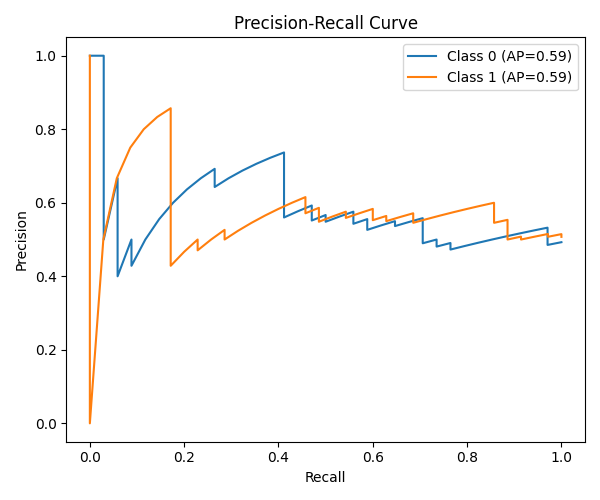 Precision-Recall Curve
Class 0 (AP=0.59)
Class 1 (AP=0.59)
Precision
1.0
0.8
0.6
0.4
0.2
0.0
0.0 0.2 0.4 0.6 0.8 1.0
Recall